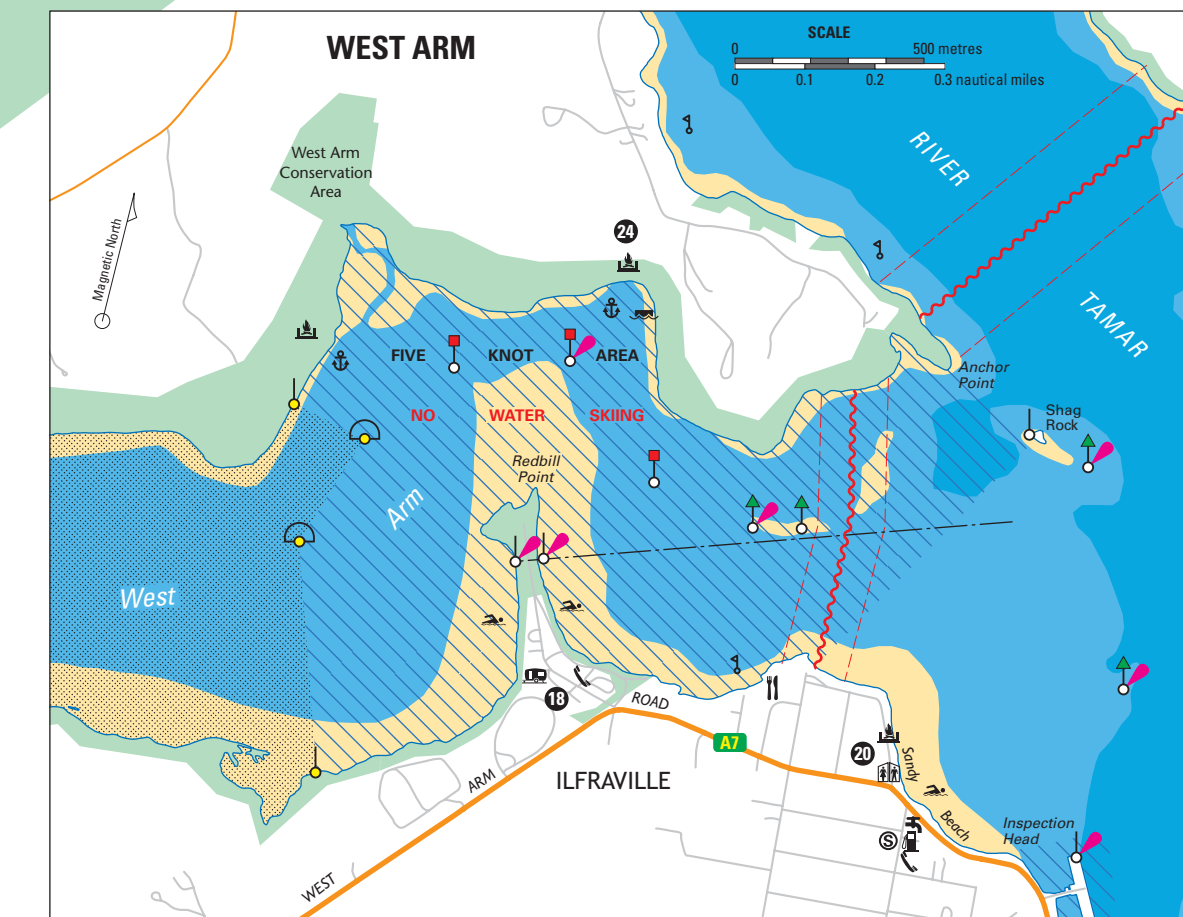 WEST ARM
SCALE
0 500 metres
0 0.1 0.2 0.3 nautical miles
RIVER
TAMAR
West Arm
Conservation
Area
Magnetic North
24
FIVE KNOT AREA
NO WATER SKIING
Anchor
Point
Shag
Rock
Redbill
Point
West Arm
18
ROAD
A7
ARM
WEST
ILFRAVILLE
20
Sandy
Beach
S
Inspection
Head